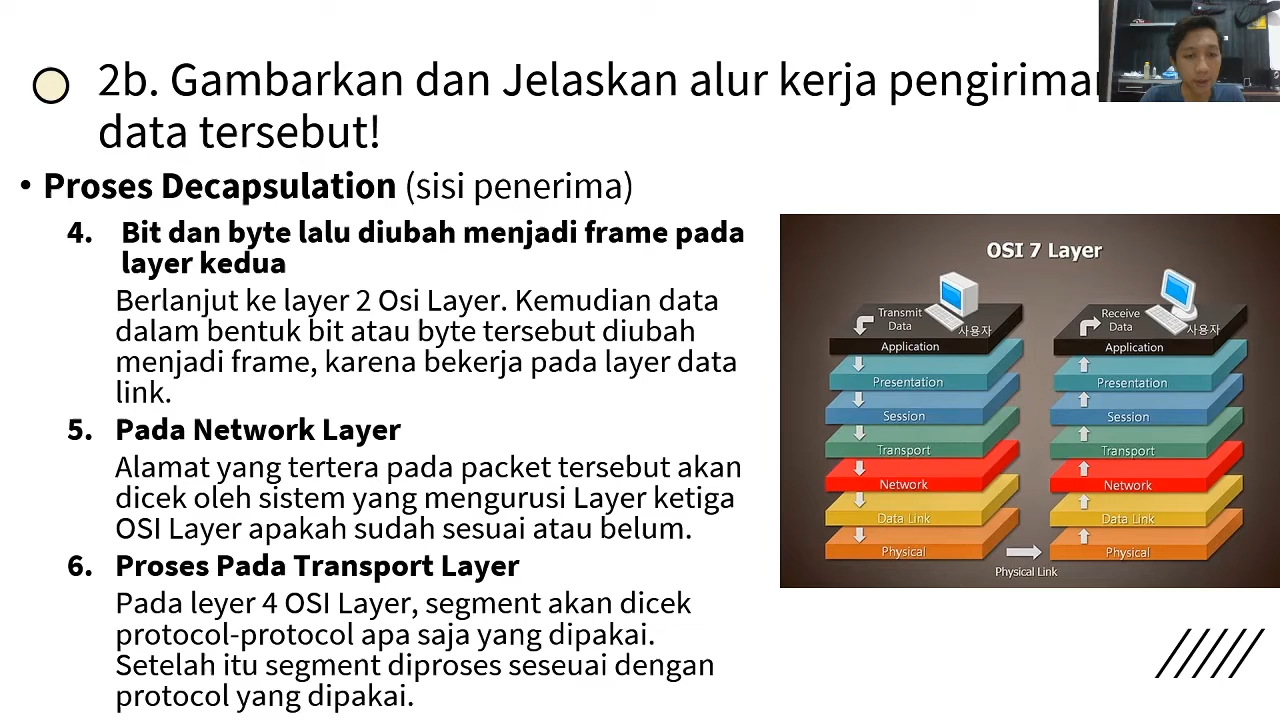 2b. Gambarkan dan Jelaskan alur kerja pengiriman
data tersebut!
• Proses Decapsulation (sisi penerima)
4. Bit dan byte lalu diubah menjadi frame pada
layer kedua
Berlanjut ke layer 2 Osi Layer. Kemudian data
dalam bentuk bit atau byte tersebut diubah
menjadi frame, karena bekerja pada layer data
link.
5. Pada Network Layer
Alamat yang tertera pada packet tersebut akan
dicek oleh sistem yang mengurusi Layer ketiga
OSI Layer apakah sudah sesuai atau belum.
6. Proses Pada Transport Layer
Pada leyer 4 OSI Layer, segment akan dicek
protocol-protocol apa saja yang dipakai.
Setelah itu segment diproses seseuai dengan
protocol yang dipakai.
OSI 7 Layer
Transmit
Data
사용자
Application
Presentation
Session
Transport
Network
Data Link
Physical
Receive
Data
사용자
Application
Presentation
Session
Transport
Network
Data Link
Physical
Physical Link